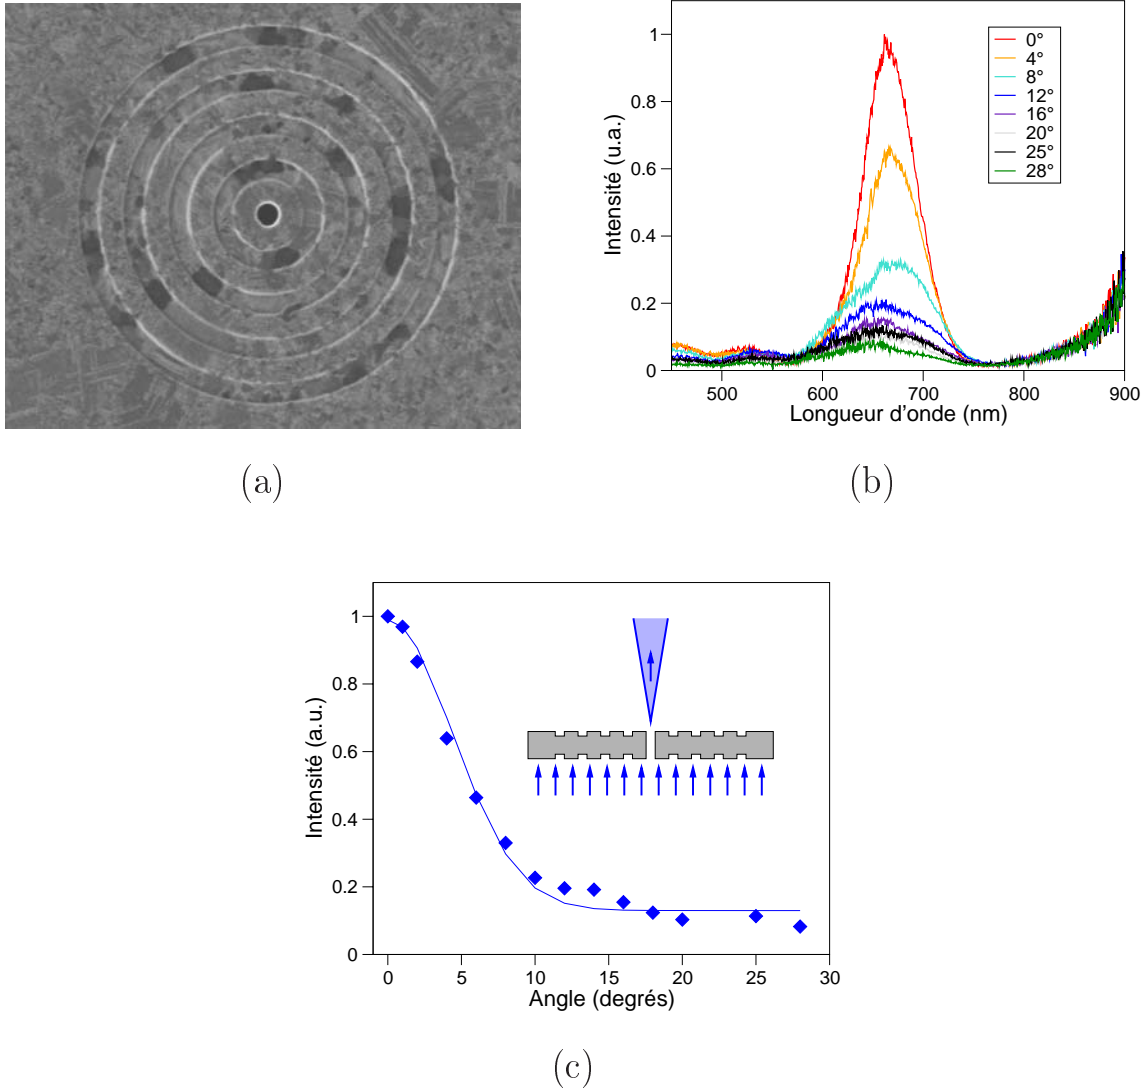 1
0.8
0.6
0.4
0.2
0
Intensité (u.a.)
0°
4°
8°
12°
16°
20°
25°
28°
500 600 700 800 900
Longueur d'onde (nm)
(a)
(b)
1
0.8
0.6
0.4
0.2
0
Intensité (a.u.)
0 5 10 15 20 25 30
Angle (degrés)
(c)